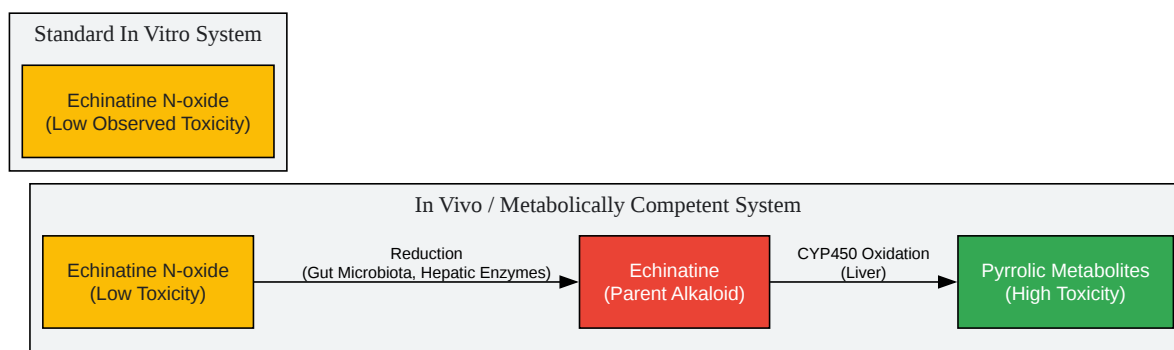 Standard In Vitro System
Echinatine N-oxide
(Low Observed Toxicity)
In Vivo / Metabolically Competent System
Echinatine N-oxide
(Low Toxicity)
Reduction
(Gut Microbiota, Hepatic Enzymes)
Echinatine
(Parent Alkaloid)
CYP450 Oxidation
(Liver)
Pyrrolic Metabolites
(High Toxicity)